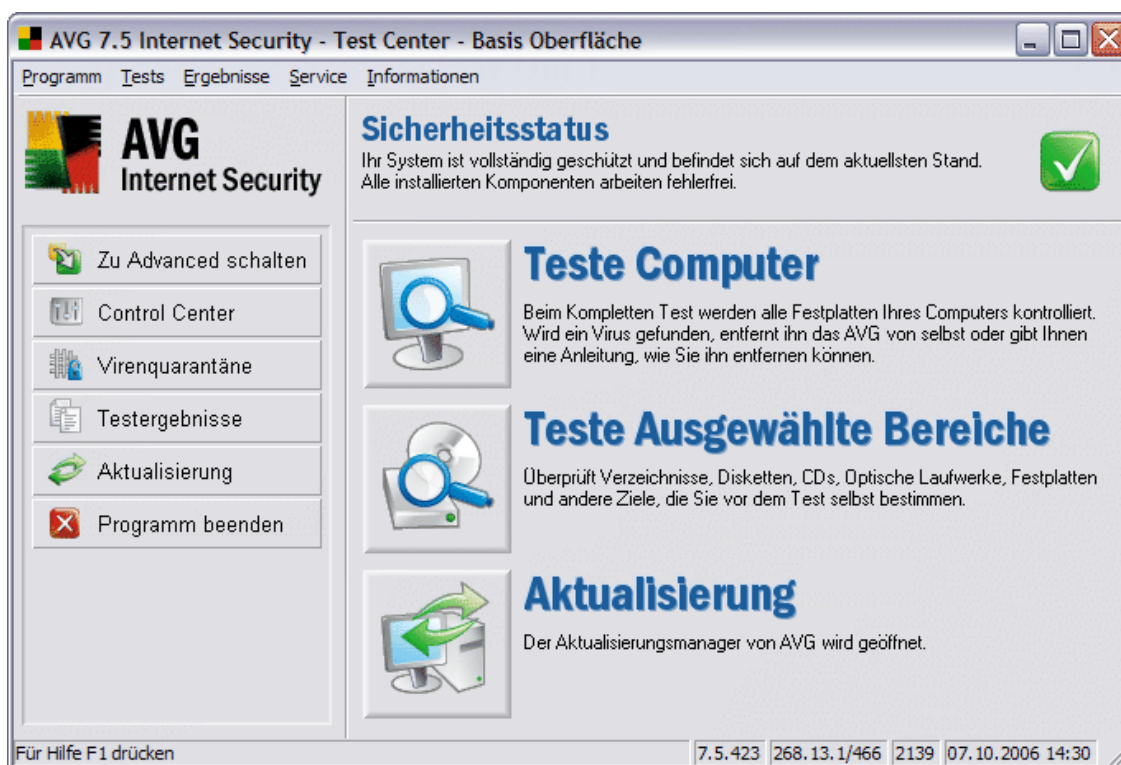 AVG 7.5 Internet Security - Test Center - Basis Oberfläche
Programm Tests Ergebnisse Service Informationen
AVG
Internet Security
Zu Advanced schalten
Control Center
Virenquarantäne
Testergebnisse
Aktualisierung
Programm beenden
Sicherheitsstatus
Ihr System ist vollständig geschützt und befindet sich auf dem aktuellsten Stand.
Alle installierten Komponenten arbeiten fehlerfrei.
Teste Computer
Beim Kompletten Test werden alle Festplatten Ihres Computers kontrolliert.
Wird ein Virus gefunden, entfernt ihn das AVG von selbst oder gibt Ihnen
eine Anleitung, wie Sie ihn entfernen können.
Teste Ausgewählte Bereiche
Überprüft Verzeichnisse, Disketten, CDs, Optische Laufwerke, Festplatten
und andere Ziele, die Sie vor dem Test selbst bestimmen.
Aktualisierung
Der Aktualisierungsmanager von AVG wird geöffnet.
Für Hilfe F1 drücken 7.5.423 268.13.1/466 2139 07.10.2006 14:30